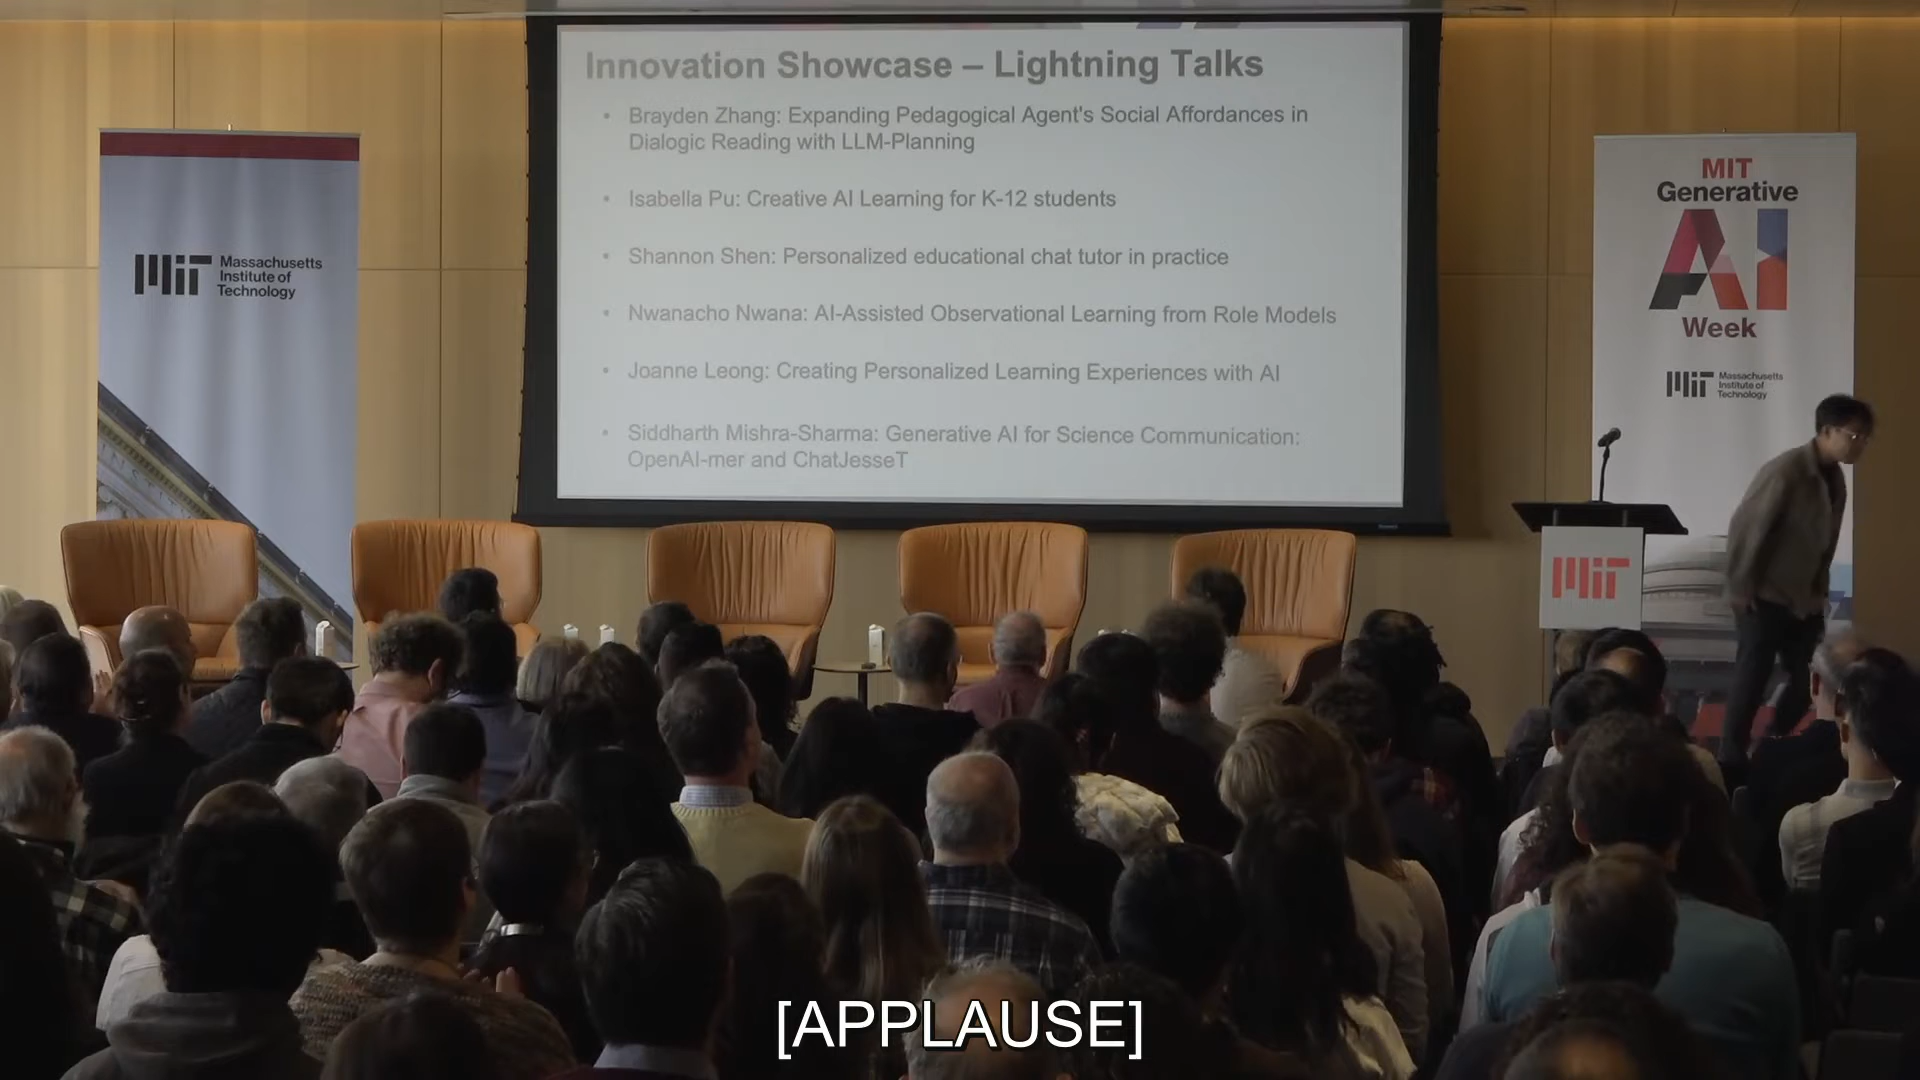 Innovation Showcase – Lightning Talks
• Brayden Zhang: Expanding Pedagogical Agent's Social Affordances in
Dialogic Reading with LLM-Planning
• Isabella Pu: Creative AI Learning for K-12 students
• Shannon Shen: Personalized educational chat tutor in practice
• Nwanacho Nwana: AI-Assisted Observational Learning from Role Models
• Joanne Leong: Creating Personalized Learning Experiences with AI
• Siddharth Mishra-Sharma: Generative AI for Science Communication:
OpenAI-mer and ChatJesseT
MIT
Massachusetts
Institute of
Technology
MIT
Generative
AI
Week
MIT
Massachusetts
Institute of
Technology
MIT
[APPLAUSE]